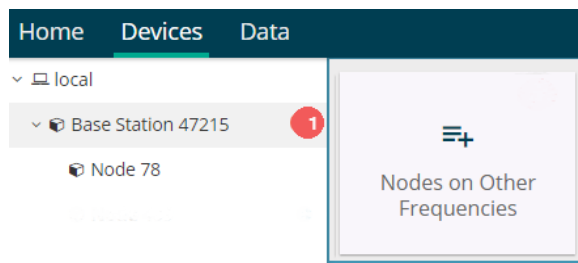 Home Devices Data
local
Base Station 47215 1
Node 78
Nodes on Other
Frequencies